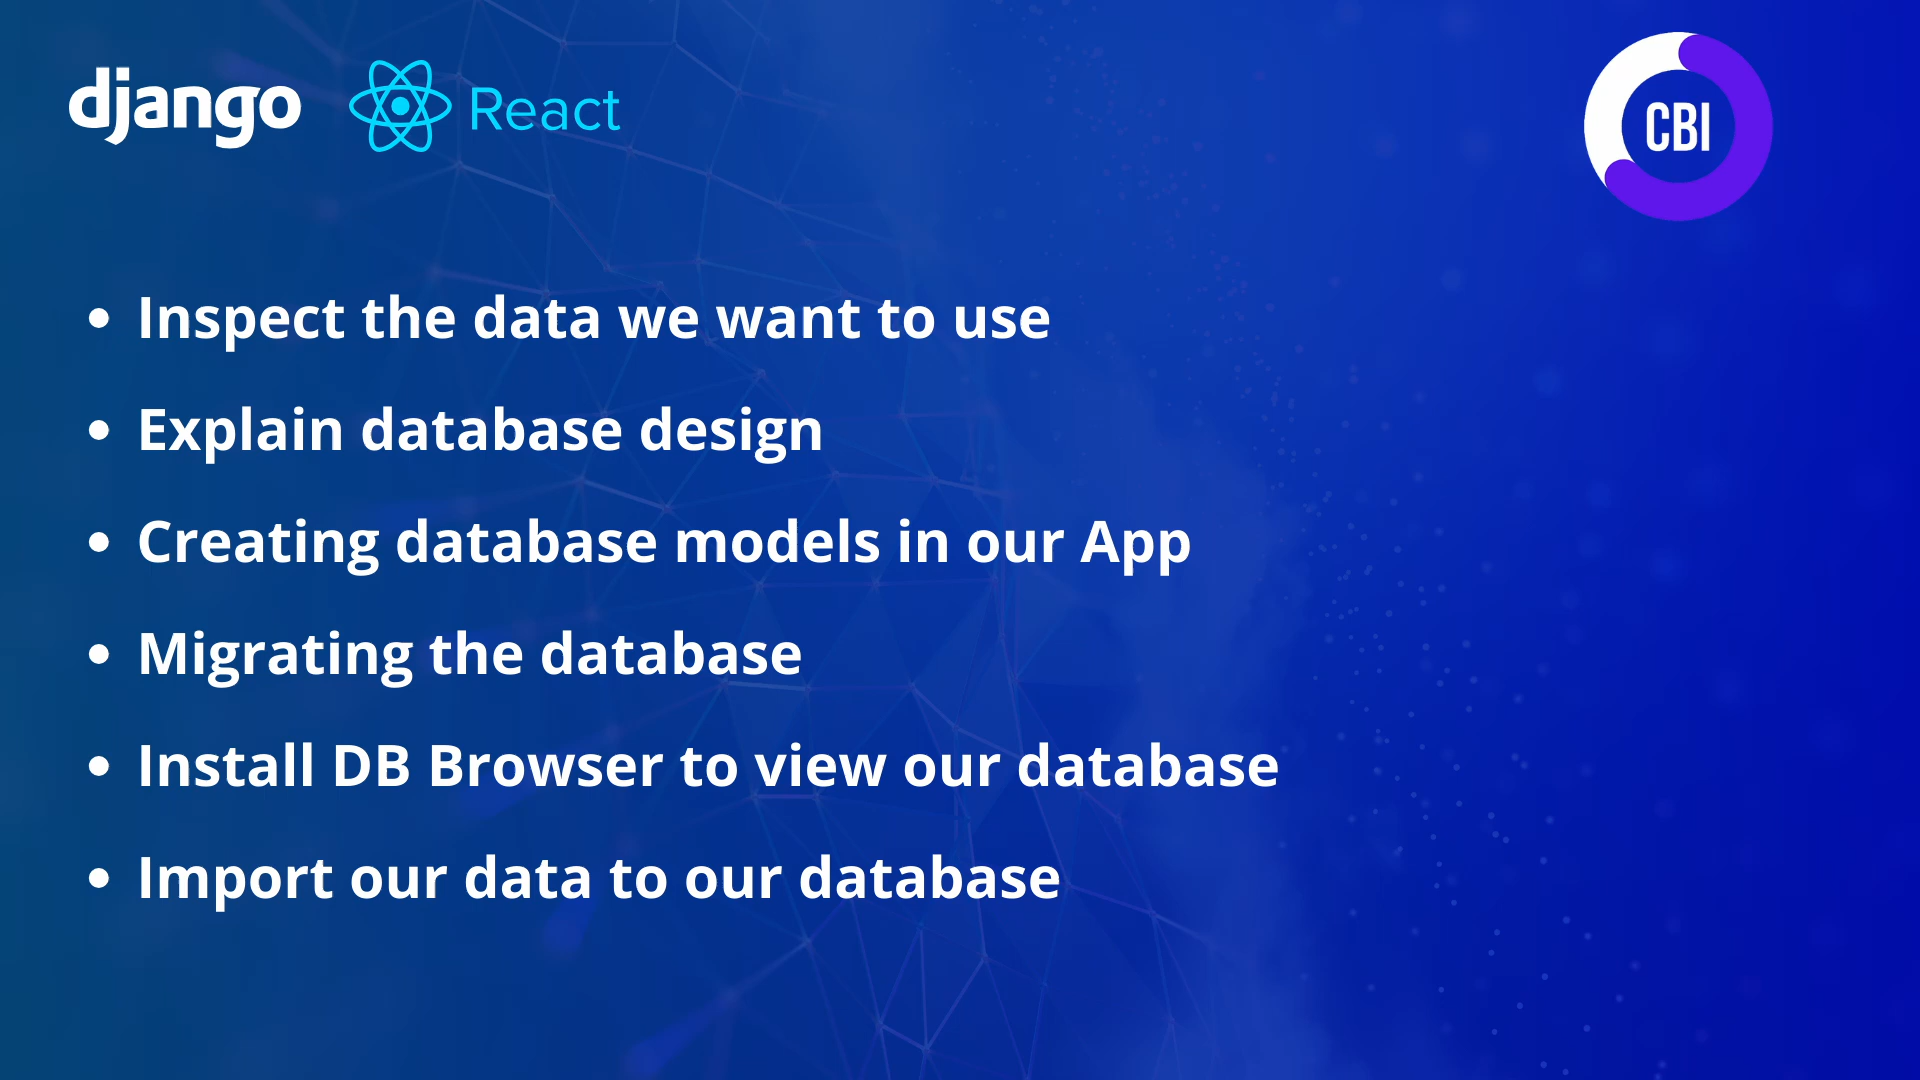 django
React
CBI
Inspect the data we want to use
Explain database design
Creating database models in our App
Migrating the database
Install DB Browser to view our database
Import our data to our database